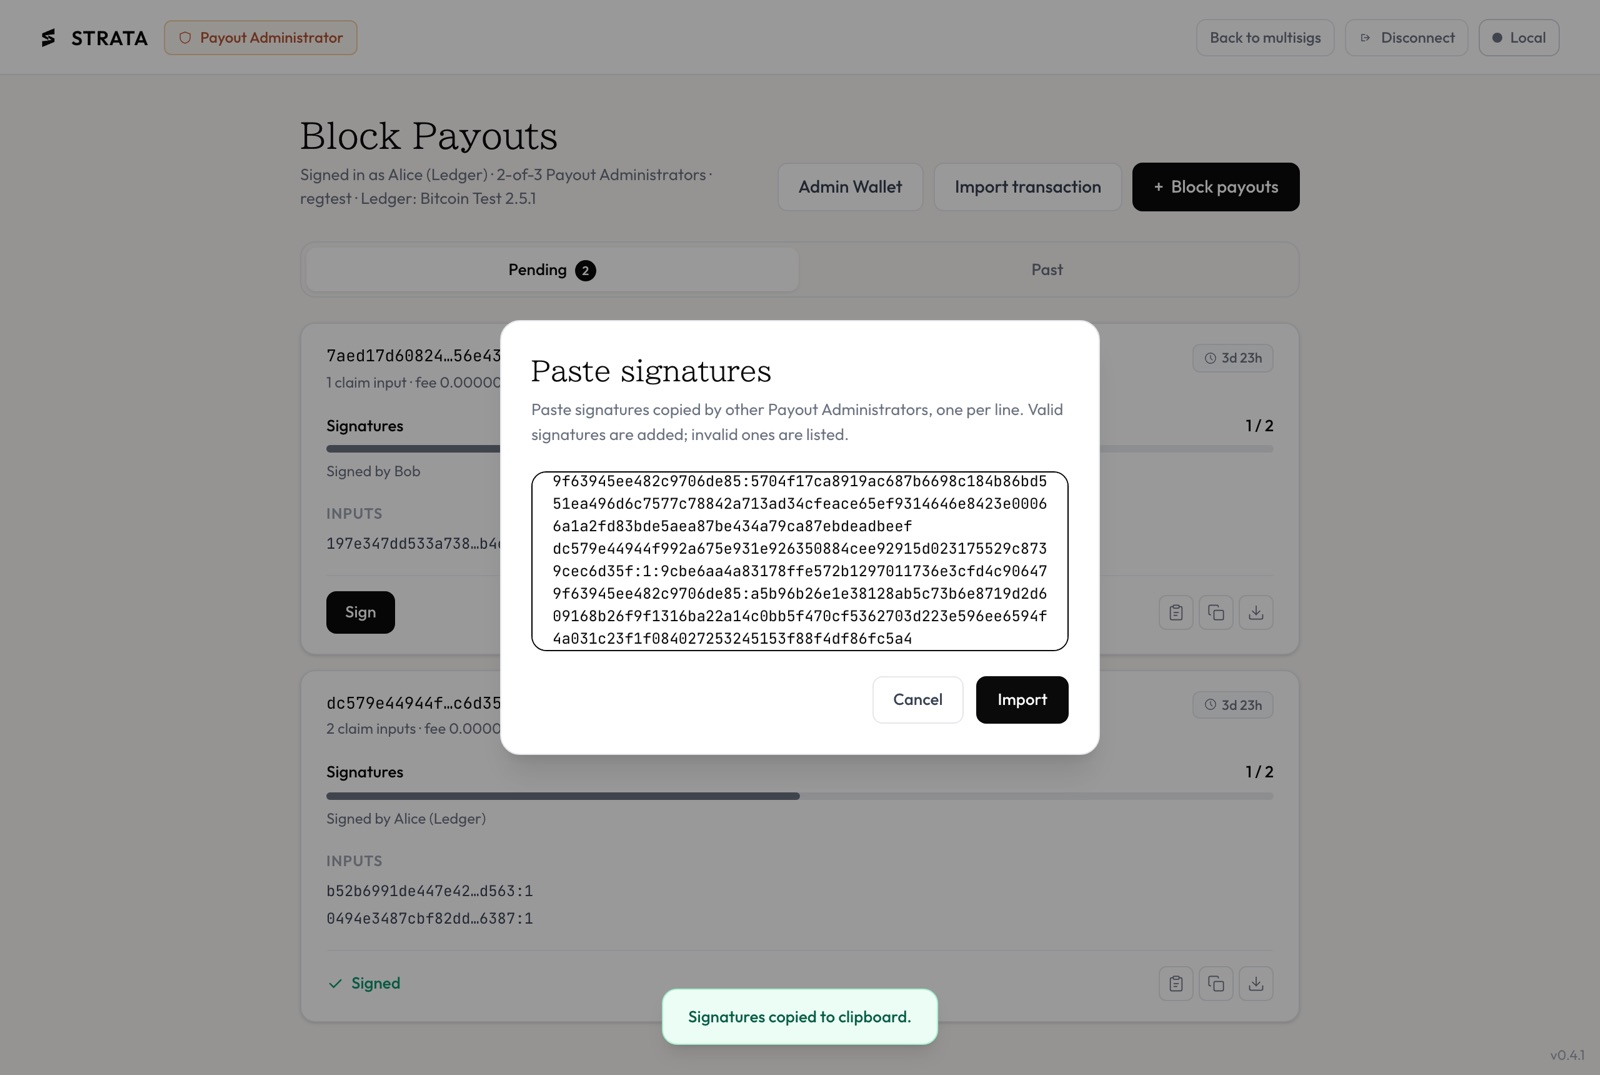 STRATA
Payout Administrator
Back to multisigs
Disconnect
Local
Block Payouts
Signed in as Alice (Ledger) · 2-of-3 Payout Administrators ·
regtest · Ledger: Bitcoin Test 2.5.1
Admin Wallet
Import transaction
+ Block payouts
Pending 2
Past
7aed17d60824…56e43
3d 23h
1 claim input · fee 0.00000
Signatures
1 / 2
Signed by Bob
INPUTS
197e347dd533a738…b4
Sign
Paste signatures
Paste signatures copied by other Payout Administrators, one per line. Valid
signatures are added; invalid ones are listed.
9f63945ee482c9706de85:5704f17ca8919ac687b6698c184b86bd5
51ea496d6c7577c78842a713ad34cfeace65ef9314646e8423e0006
6a1a2fd83bde5aea87be434a79ca87ebdeadbeef
dc579e44944f992a675e931e926350884cee92915d023175529c873
9cec6d35f:1:9cbe6aa4a83178ffe572b1297011736e3cfd4c90647
9f63945ee482c9706de85:a5b96b26e1e38128ab5c73b6e8719d2d6
09168b26f9f1316ba22a14c0bb5f470cf5362703d223e596ee6594f
4a031c23f1f084027253245153f88f4df86fc5a4
Cancel
Import
dc579e44944f…c6d35
3d 23h
2 claim inputs · fee 0.0000
Signatures
1 / 2
Signed by Alice (Ledger)
INPUTS
b52b6991de447e42…d563:1
0494e3487cbf82dd…6387:1
Signed
Signatures copied to clipboard.
v0.4.1